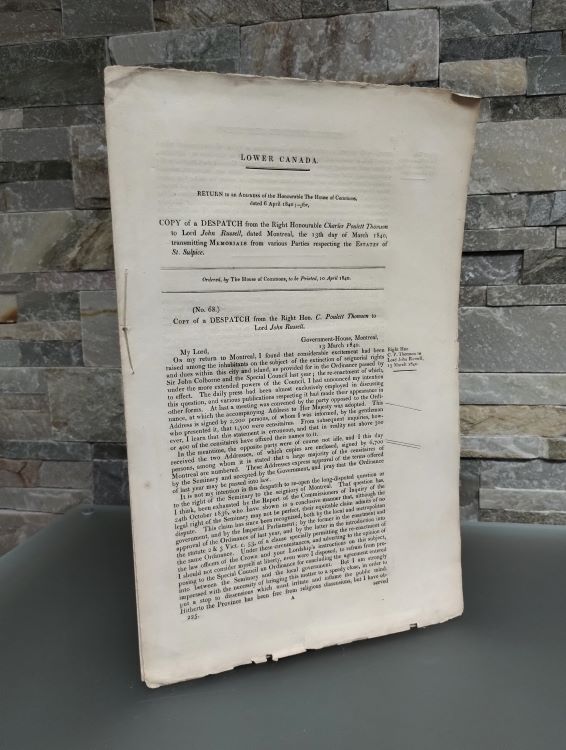 LOWER CANADA.
RETURN to an ADDRESS of the Honourable The House of Commons,
dated 6 April 1840;—for,
COPY of a DESPATCH from the Right Honourable Charles Poulett Thomson
to Lord John Russell, dated Montreal, the 13th day of March 1840,
transmitting MEMORIALS from various Parties respecting the ESTATES of
St. Sulpice.
Ordered, by The House of Commons, to be Printed, 10 April 1840.
(No. 68.)
COPY of a DESPATCH from the Right Hon. C. Poulett Thomson to
Lord John Russell.
Government-House, Montreal,
13 March 1840.
Right Hon.
C. P. Thomson to
Lord John Russell,
13 March 1840.
My Lord,
On my return to Montreal, I found that considerable excitement had been
raised among the inhabitants on the subject of the extinction of seignorial rights
and dues within this city and island, as provided for in the Ordinance passed by
Sir John Colborne and the Special Council last year; the re-enactment of which,
under the more extended powers of the Council, I had announced my intention
to effect. The daily press had been almost exclusively employed in discussing
this question, and various publications respecting it had made their appearance in
other forms. At last a meeting was convened by the party opposed to the Ordi-
nance, at which the accompanying Address to Her Majesty was adopted. This
Address is signed by 2,200 persons, of whom I was informed, by the gentleman
who presented it, that 1,500 were constitans. From subsequent inquiries, how-
ever, I learn that this statement is erroneous, and that in reality not above 300
or 400 of the censitaires have affixed their names to it.
In the meantime, the opposite party were of course not idle, and I this day
received the two Addresses, of which copies are enclosed, signed by 6,700
persons, among whom it is stated that a large majority of the censitaires of
Montreal are numbered. These Addresses express approval of the terms offered
by the Seminary and accepted by the Government, and pray that the Ordinance
of last year may be passed into law.
It is not my intention in this despatch to re-open the long-disputed question as
to the right of the Seminary to the seigniory of Montreal. That question has,
I think, been exhausted by the Report of the Commissioners of Inquiry of the
24th October 1836, who have shown in a conclusive manner that, although the
legal right of the Seminary may not be perfect, their equitable claim admits of no
dispute. This claim has since been recognized, both by the local and metropolitan
government, and by the Imperial Parliament; by the former in the enactment and
approval of the Ordinance of last year, and by the latter in the introduction into
the statute 2 & 3 Vict. c. 53, of a clause specially permitting the re-enactment of
the same Ordinance. Under these circumstances, and adverting to the opinion of
the law officers of the Crown and your Lordship's instructions on this subject,
I should not consider myself at liberty, even were I disposed, to refrain from pro-
posing to the Special Council an Ordinance for concluding the agreement entered
into between the Seminary and the local government. But I am strongly
impressed with the necessity of bringing this matter to a speedy close, in order to
put a stop to dissensions which must irritate and inflame the public mind.
Hitherto the Province has been free from religious dissensions, but I have ob-
225. A served